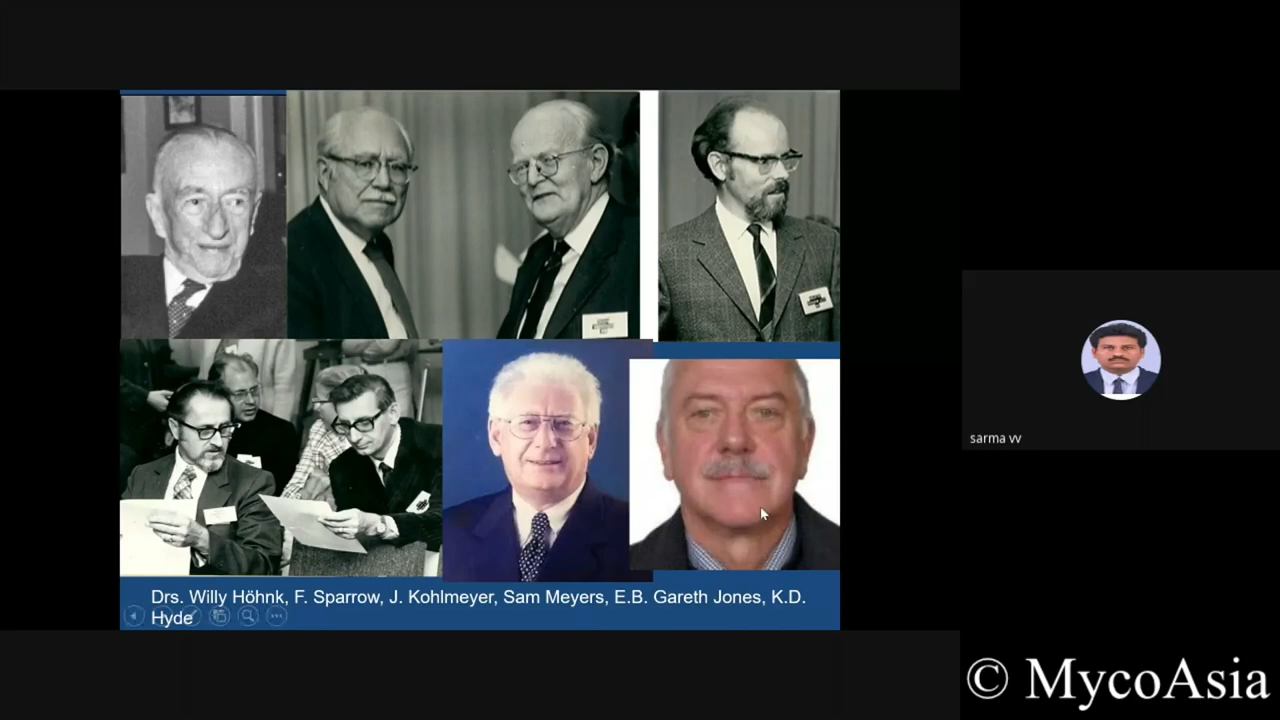 Drs. Willy Höhnk, F. Sparrow, J. Kohlmeyer, Sam Meyers, E.B. Gareth Jones, K.D.
Hyde
sarma vv
© MycoAsia